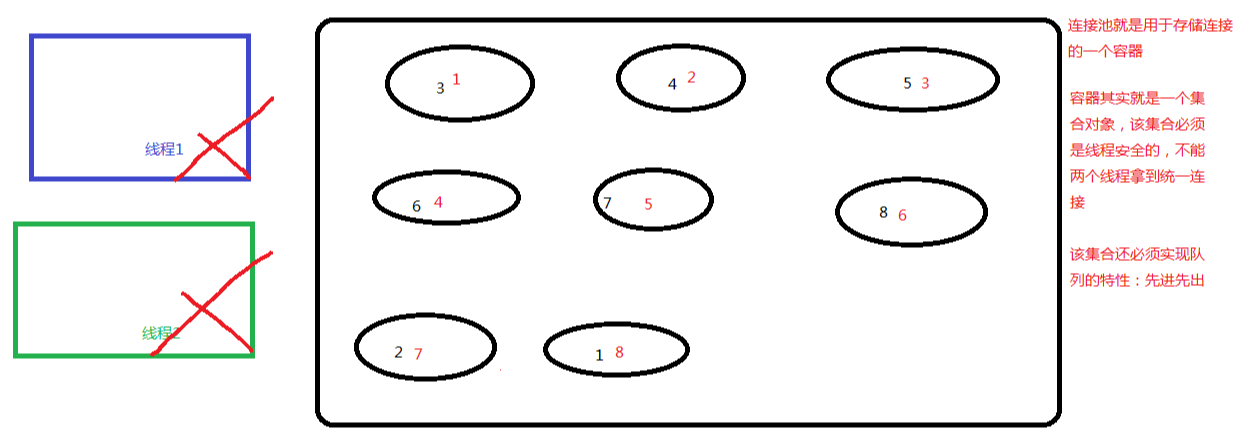 线程1
线程2
3 1
4 2
5 3
6 4
7 5
8 6
2 7
1 8
连接池就是用于存储连接
的一个容器
容器其实就是一个集
合对象，该集合必须
是线程安全的，不能
两个线程拿到统一连
接
该集合还必须实现队
列的特性：先进先出